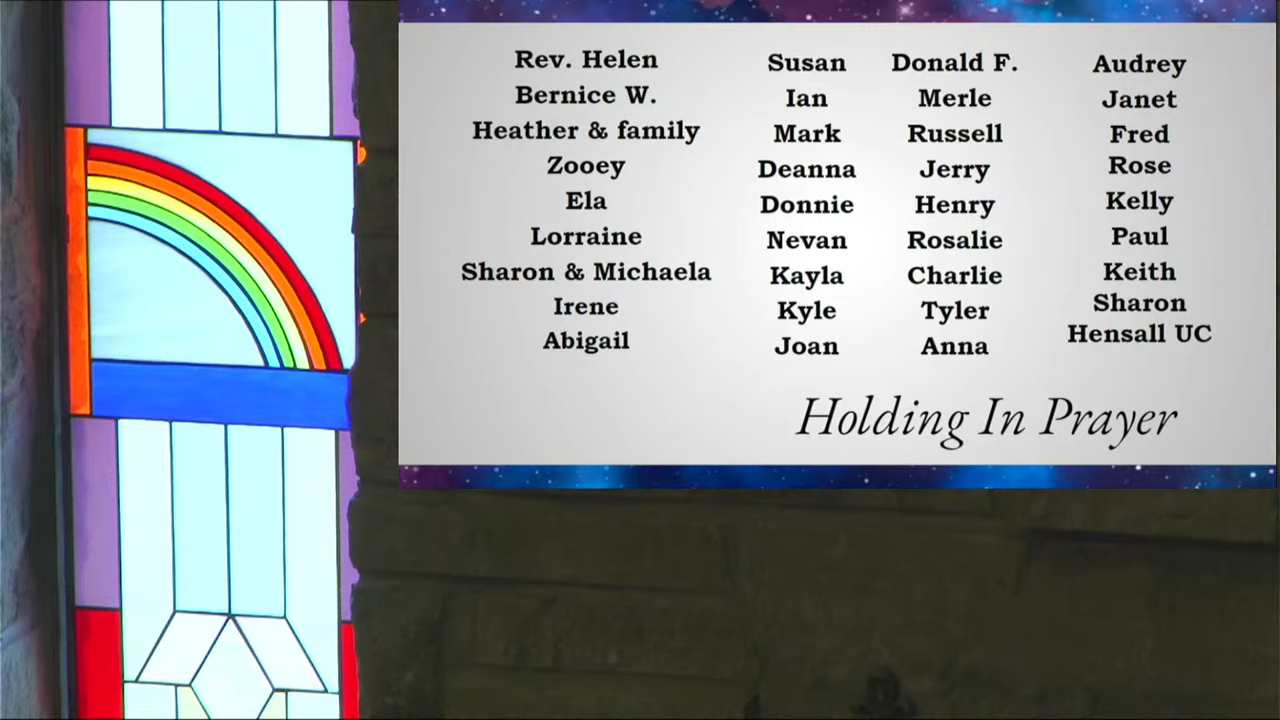 Rev. Helen
Bernice W.
Heather & family
Zooey
Ela
Lorraine
Sharon & Michaela
Irene
Abigail
Susan
Ian
Mark
Deanna
Donnie
Nevan
Kayla
Kyle
Joan
Donald F.
Merle
Russell
Jerry
Henry
Rosalie
Charlie
Tyler
Anna
Audrey
Janet
Fred
Rose
Kelly
Paul
Keith
Sharon
Hensall UC
Holding In Prayer